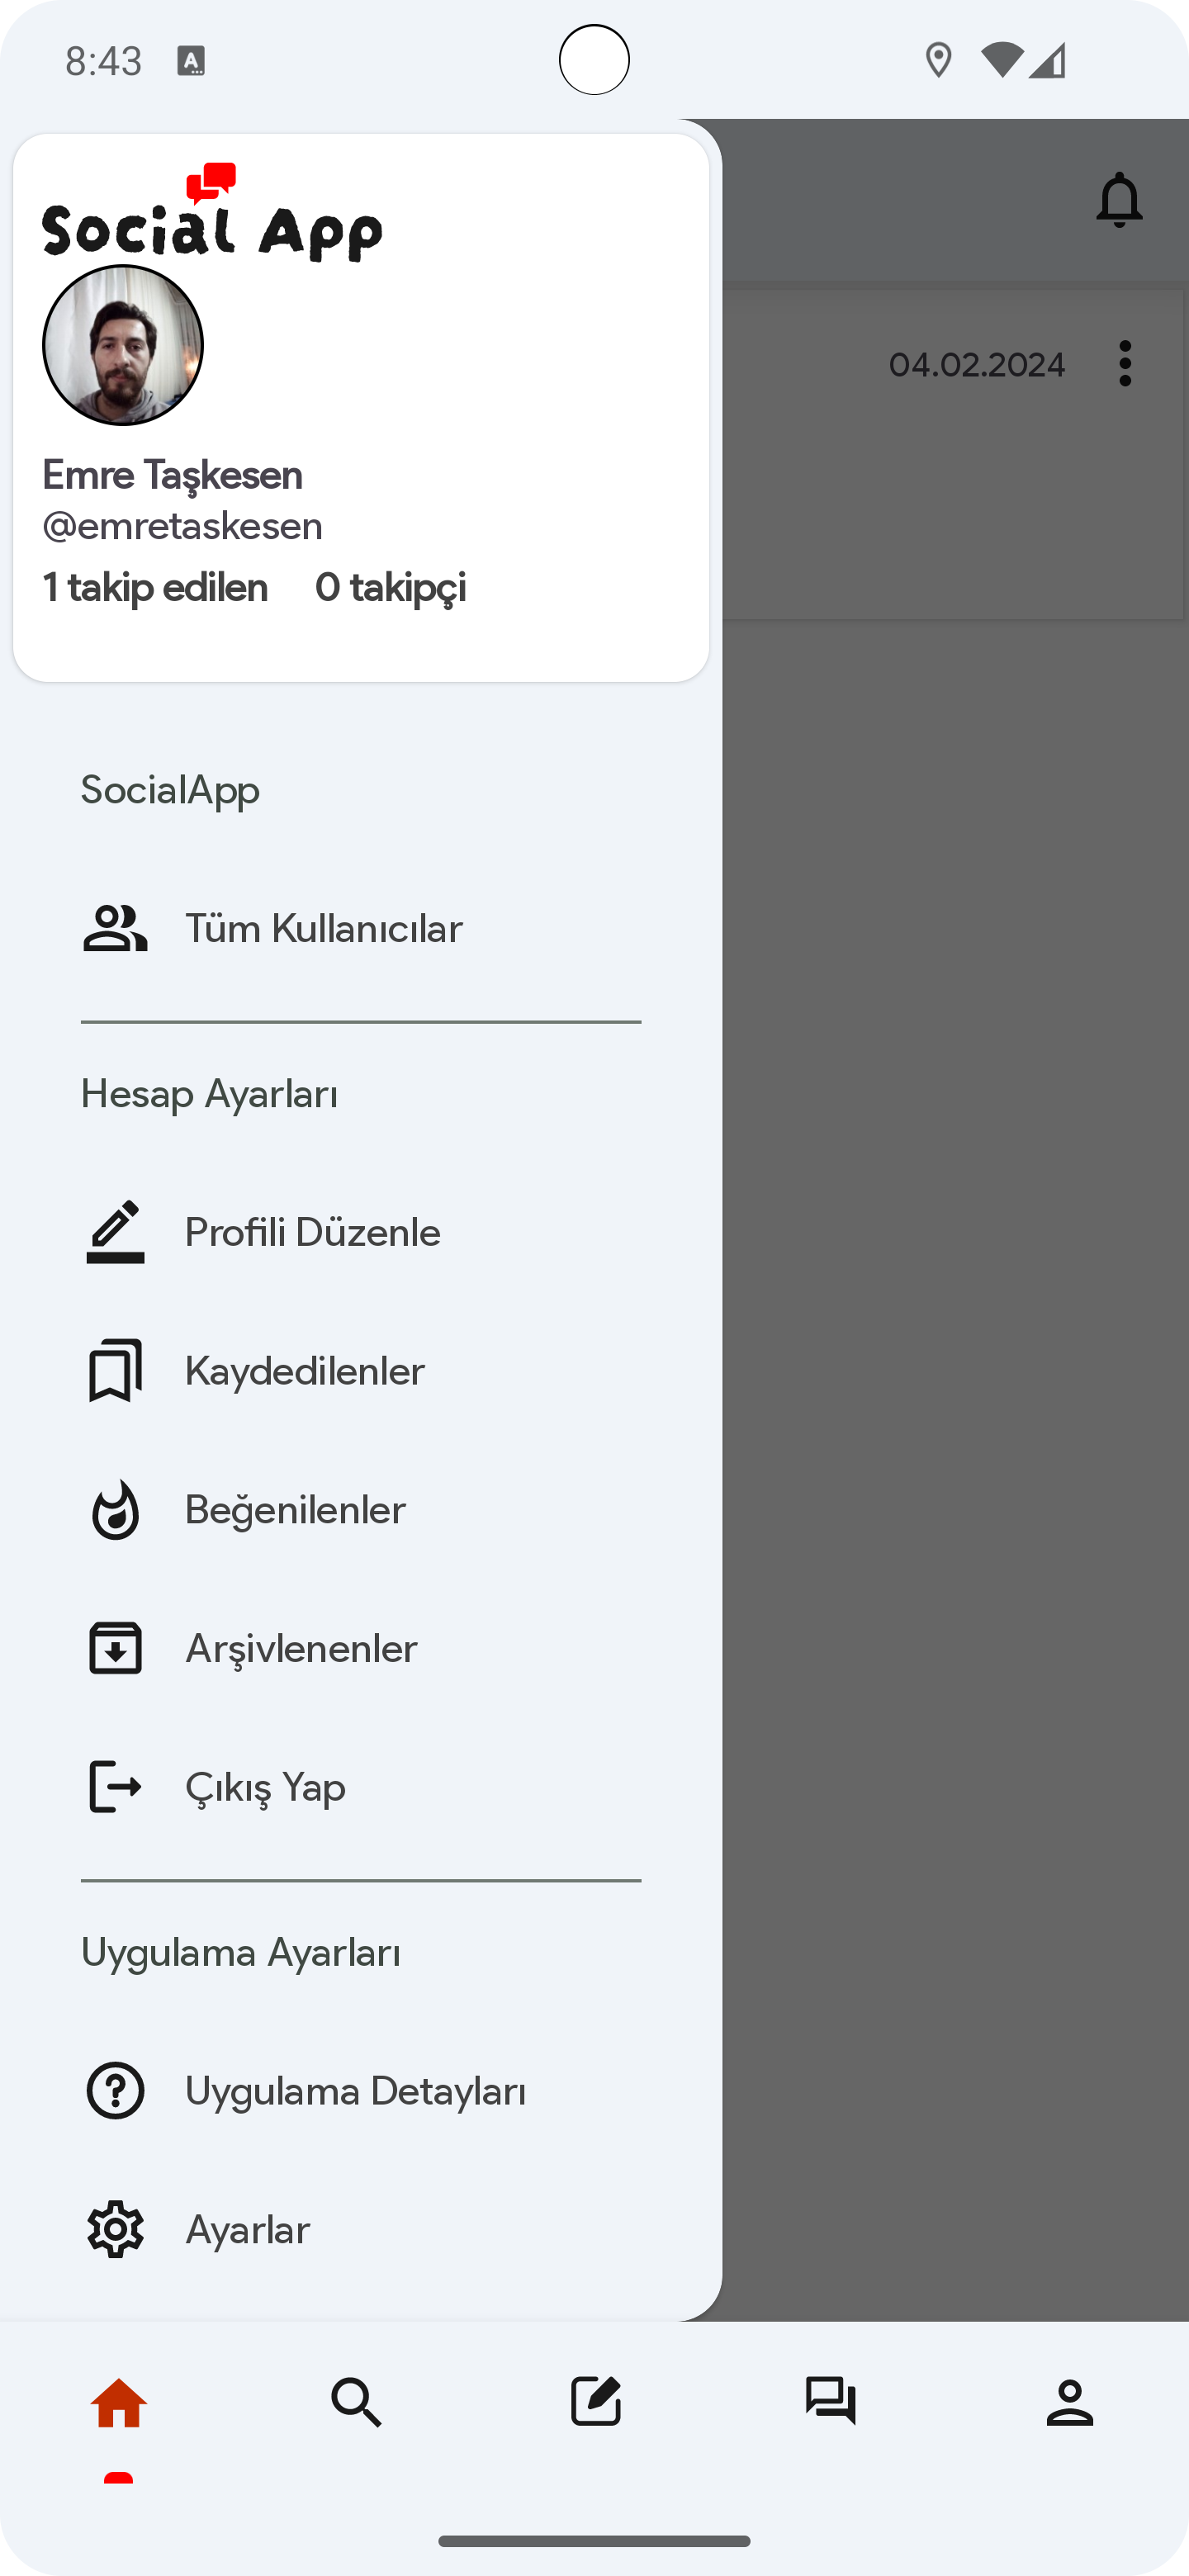 8:43
Social App
04.02.2024
Emre Taşkesen
@emretaskesen
1 takip edilen 0 takipçi
SocialApp
Tüm Kullanıcılar
Hesap Ayarları
Profili Düzenle
Kaydedilenler
Beğenilenler
Arşivlenenler
Çıkış Yap
Uygulama Ayarları
Uygulama Detayları
Ayarlar